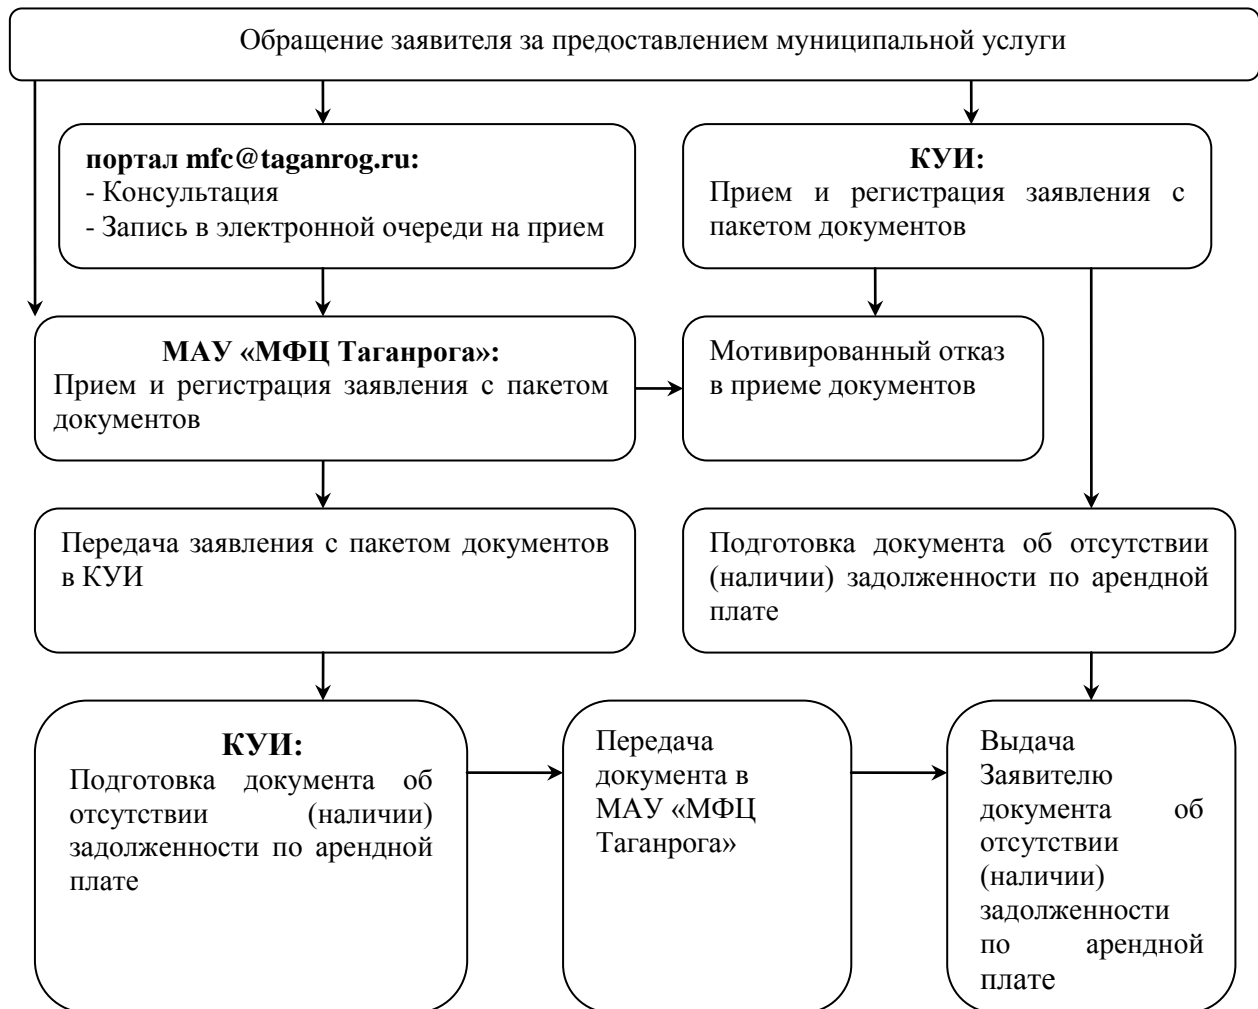 Обращение заявителя за предоставлением муниципальной услуги
портал mfc@taganrog.ru:
- Консультация
- Запись в электронной очереди на прием
КУИ:
Прием и регистрация заявления с
пакетом документов
МАУ «МФЦ Таганрога»:
Прием и регистрация заявления с пакетом
документов
Мотивированный отказ
в приеме документов
Передача заявления с пакетом документов
в КУИ
Подготовка документа об отсутствии
(наличии) задолженности по арендной
плате
КУИ:
Подготовка документа об
отсутствии (наличии)
задолженности по арендной
плате
Передача
документа в
МАУ «МФЦ
Таганрога»
Выдача
Заявителю
документа об
отсутствии
(наличии)
задолженности
по арендной
плате